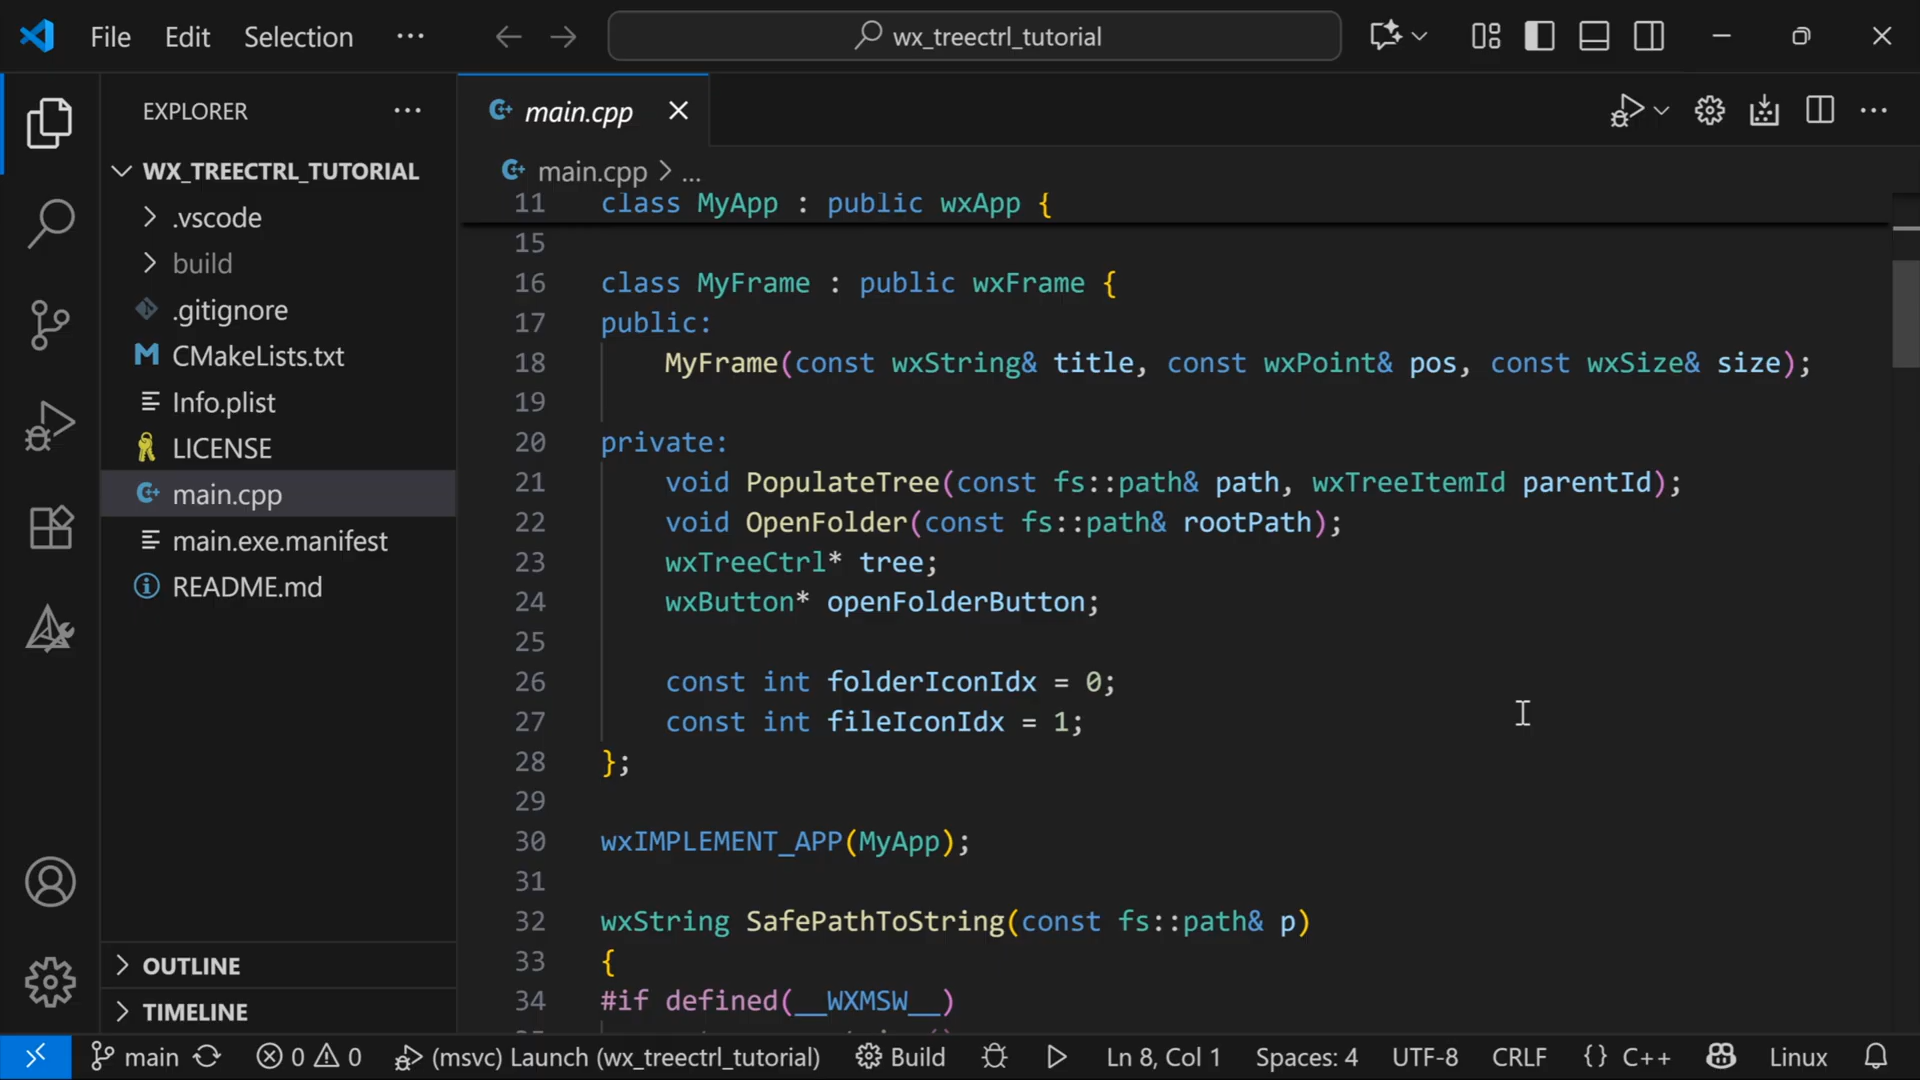 File Edit Selection ··· wx_treectrl_tutorial
EXPLORER ···
WX_TREECTRL_TUTORIAL
.vscode
build
.gitignore
CMakeLists.txt
Info.plist
LICENSE
main.cpp
main.exe.manifest
README.md
OUTLINE
TIMELINE
main.cpp
main.cpp > ...
11 class MyApp : public wxApp {
15
16 class MyFrame : public wxFrame {
17 public:
18 MyFrame(const wxString& title, const wxPoint& pos, const wxSize& size);
19
20 private:
21 void PopulateTree(const fs::path& path, wxTreeItemId parentId);
22 void OpenFolder(const fs::path& rootPath);
23 wxTreeCtrl* tree;
24 wxButton* openFolderButton;
25
26 const int folderIconIdx = 0;
27 const int fileIconIdx = 1;
28 };
29
30 wxIMPLEMENT_APP(MyApp);
31
32 wxString SafePathToString(const fs::path& p)
33 {
34 #if defined(__WXMSW__)
main 0 0 (msvc) Launch (wx_treectrl_tutorial) Build Ln 8, Col 1 Spaces: 4 UTF-8 CRLF {} C++ Linux